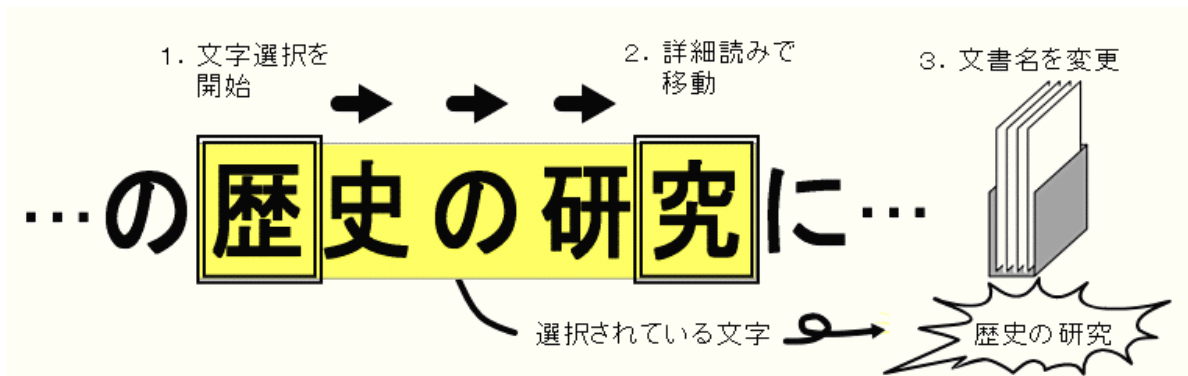 1. 文字選択を
開始
2. 詳細読みで
移動
3. 文書名を変更
…の歴史の研究に…
選択されている文字
歴史の研究